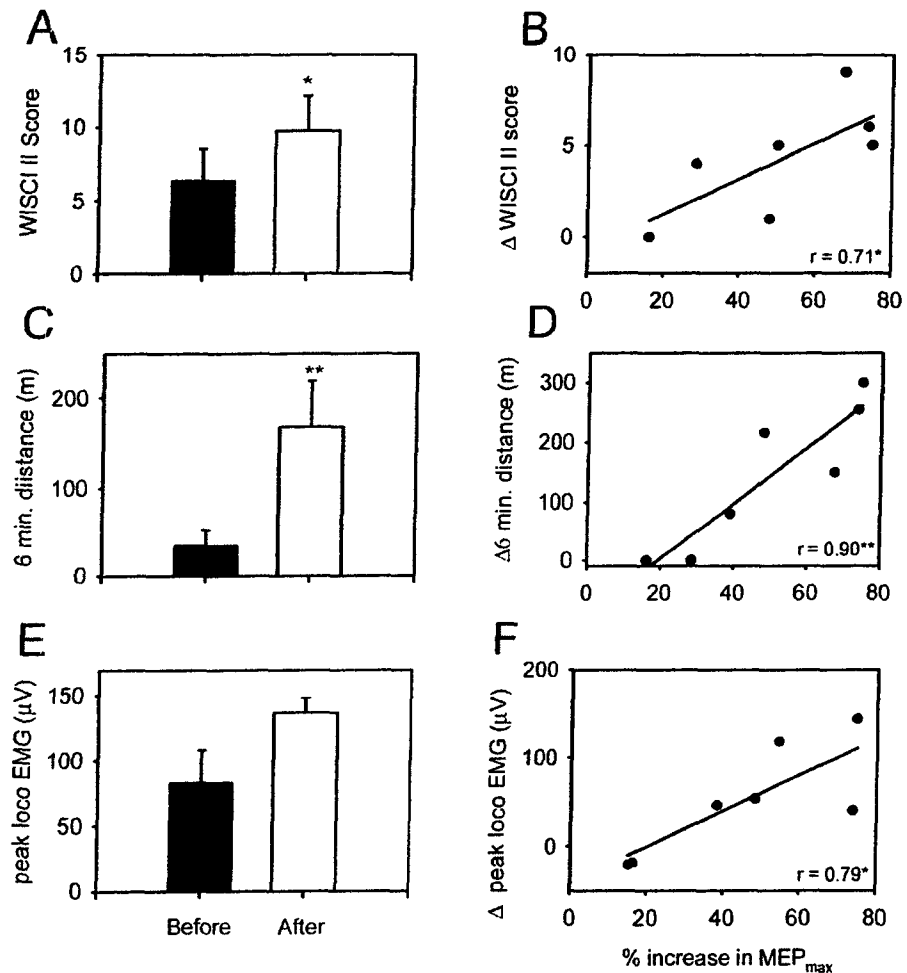 A
WISCI II Score
15
10
5
0
*
B
Δ WISCI II score
10
5
0
0 20 40 60 80
r = 0.71*
C
6 min. diistance (m)
200
100
0
**
D
Δ6 min. distance (m)
300
200
100
0
0 20 40 60 80
r = 0.90**
E
peak loco EMG (μV)
150
100
50
0
Before After
F
Δ peak loco EMG (μV)
200
100
0
0 20 40 60 80
r = 0.79*
% increase in MEPmax